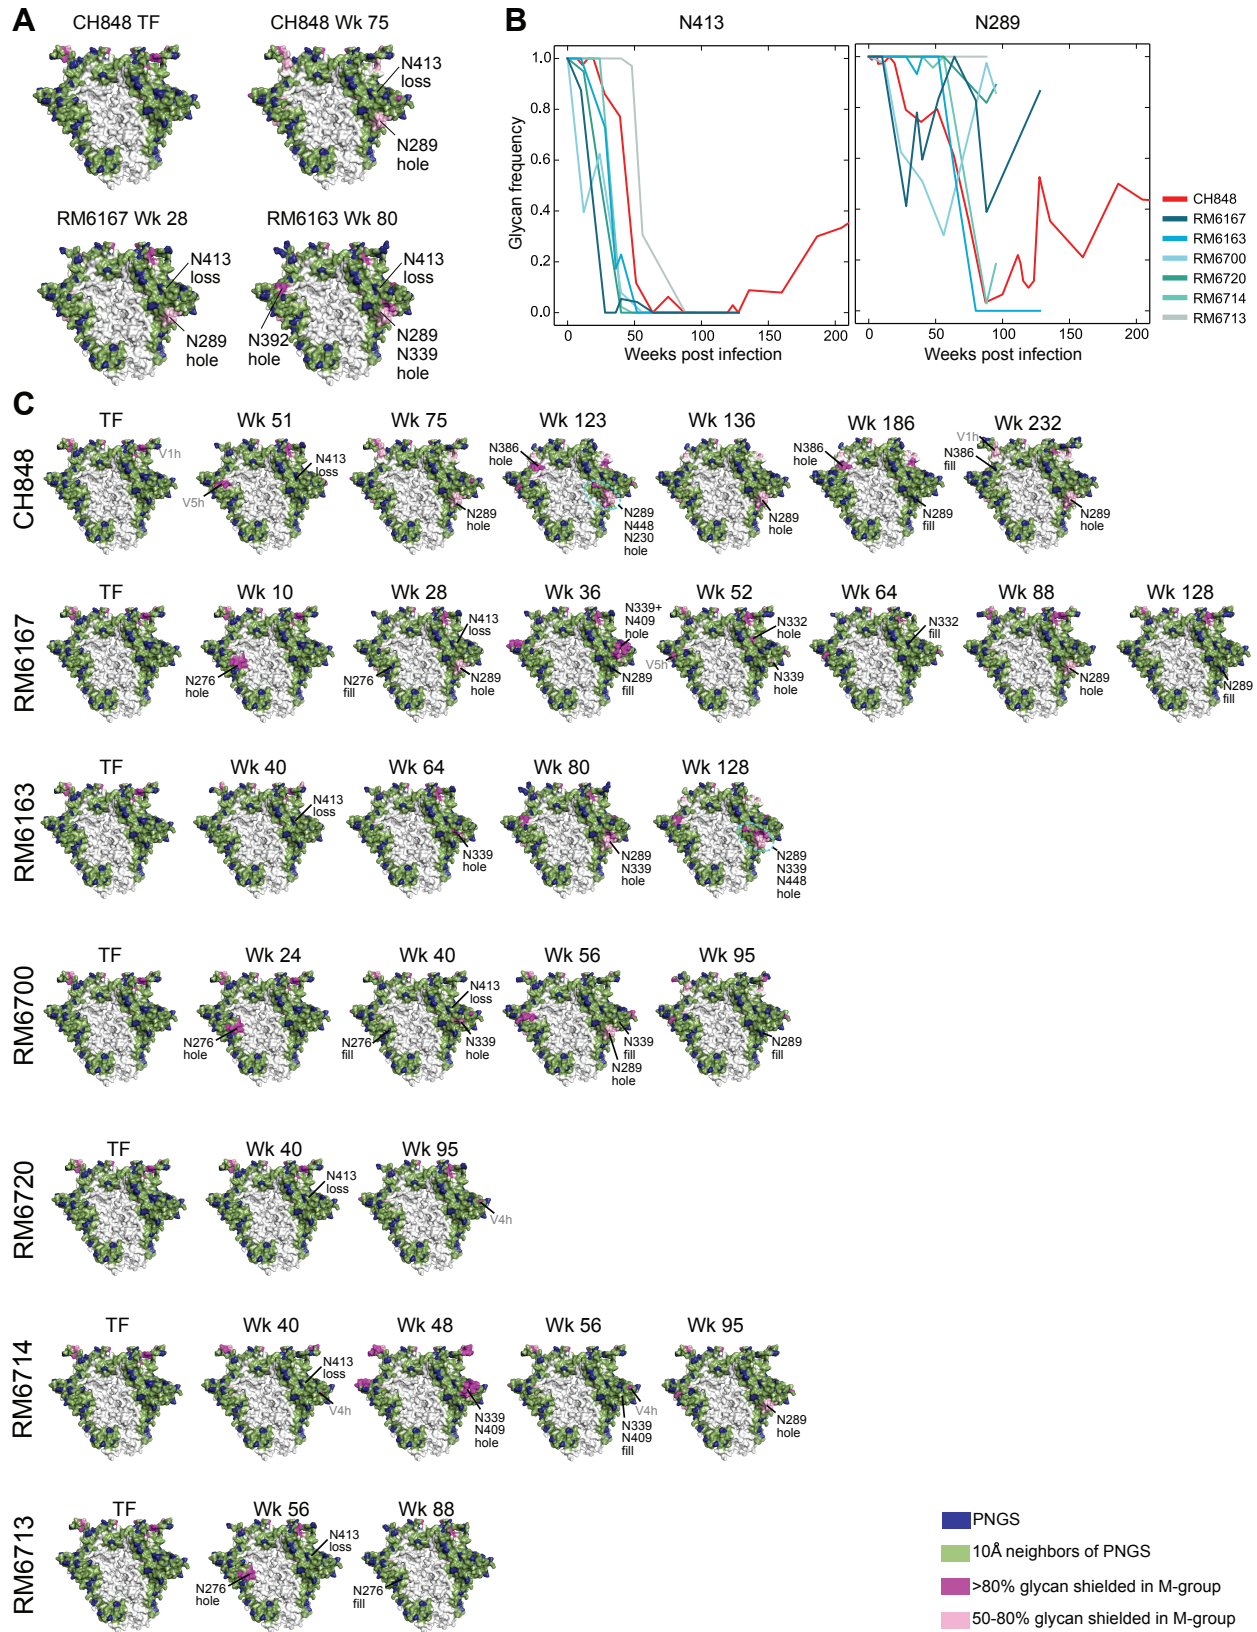 A
CH848 TF
CH848 Wk 75
N413
loss
N289
hole
RM6167 Wk 28
RM6163 Wk 80
N413
loss
N289
hole
N413
loss
N392
hole
N289
N339
hole
B
N413
N289
Glycan frequency
1.0
0.8
0.6
0.4
0.2
0.0
0 50 100 150 200
Weeks post infection
0 50 100 150 200
Weeks post infection
CH848
RM6167
RM6163
RM6700
RM6720
RM6714
RM6713
C
CH848
TF
V1h
Wk 51
N413
loss
V5h
Wk 75
N289
hole
Wk 123
N386
hole
N289
N448
N230
hole
Wk 136
N289
hole
Wk 186
N386
hole
N289
fill
Wk 232
V1h
N386
fill
N289
hole
RM6167
TF
Wk 10
N276
hole
Wk 28
N413
loss
N276
fill
N289
hole
Wk 36
N339+
N409
hole
N289
fill
Wk 52
N332
hole
V5h
N339
hole
Wk 64
N332
fill
Wk 88
N289
hole
Wk 128
N289
fill
RM6163
TF
Wk 40
N413
loss
Wk 64
N339
hole
Wk 80
N289
N339
hole
Wk 128
N289
N339
N448
hole
RM6700
TF
Wk 24
N276
hole
Wk 40
N413
loss
N276
fill
N339
hole
Wk 56
N339
fill
N289
hole
Wk 95
N289
fill
RM6720
TF
Wk 40
N413
loss
Wk 95
V4h
RM6714
TF
Wk 40
N413
loss
V4h
Wk 48
N339
N409
hole
Wk 56
V4h
N339
N409
fill
Wk 95
N289
hole
RM6713
TF
Wk 56
N413
loss
N276
hole
Wk 88
N276
fill
PNGS
10Å neighbors of PNGS
>80% glycan shielded in M-group
50-80% glycan shielded in M-group